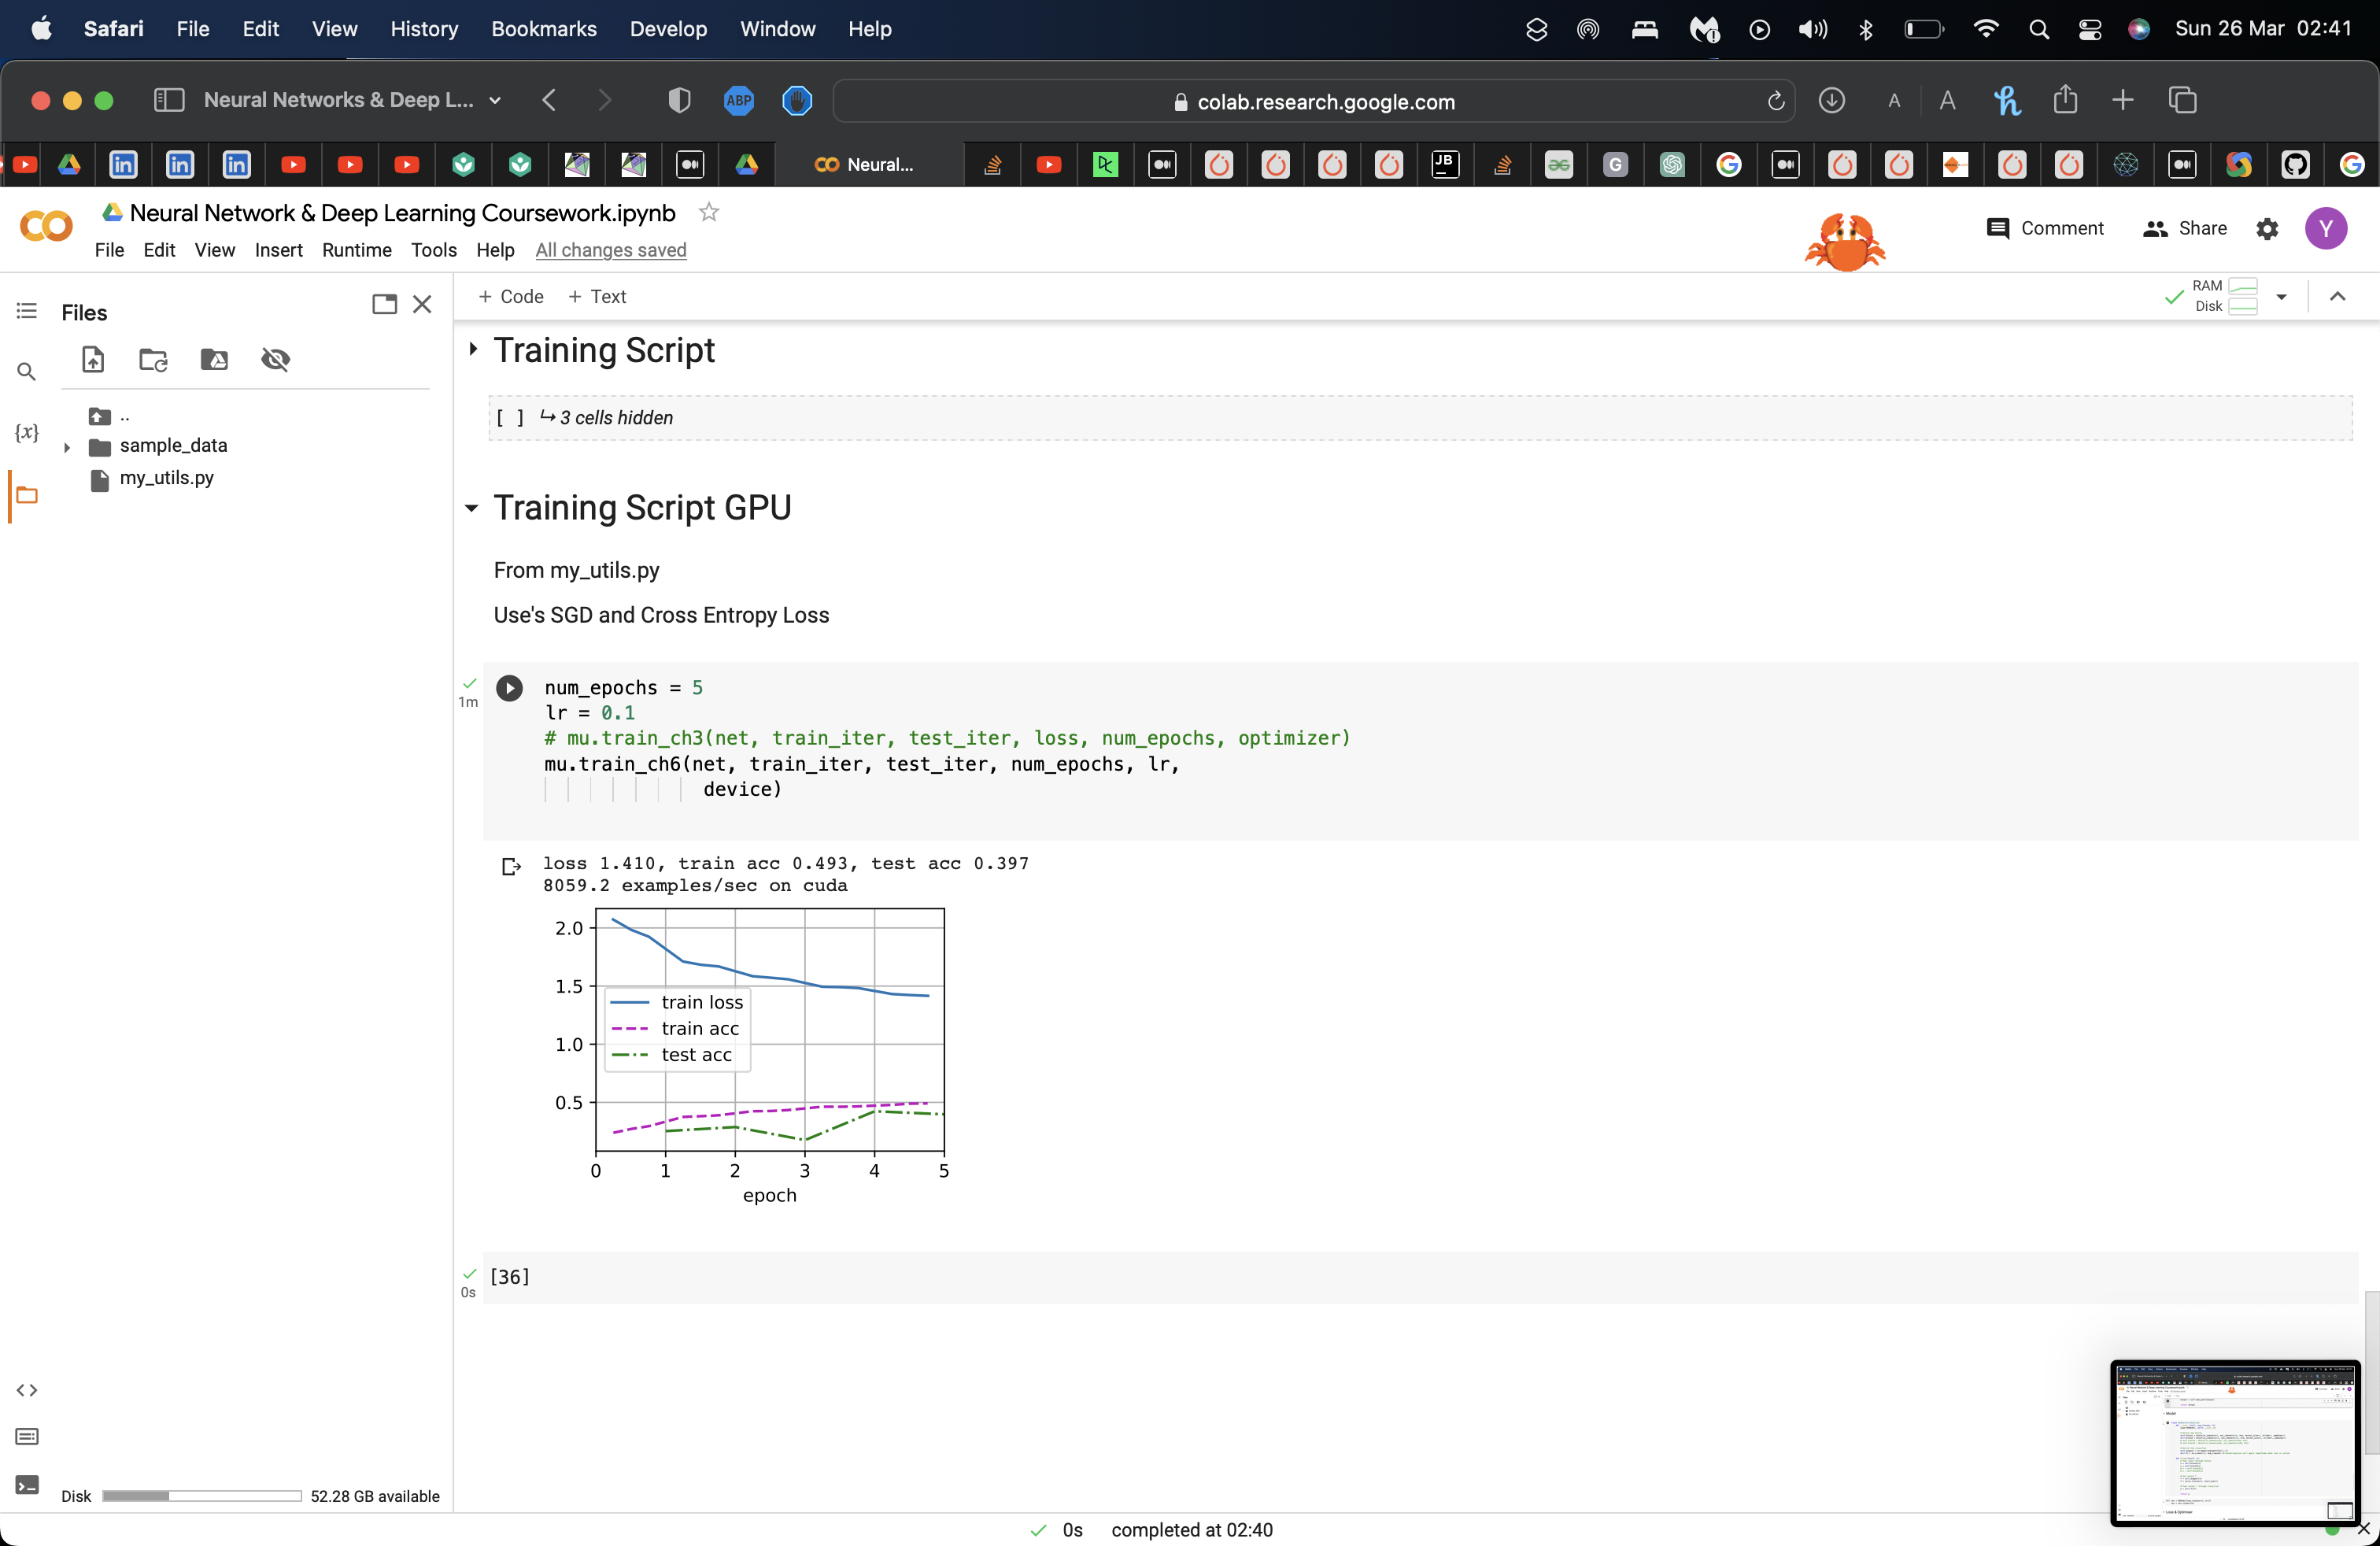 Safari File Edit View History Bookmarks Develop Window Help Sun 26 Mar 02:41
Neural Networks & Deep L... ABP colab.research.google.com A A
Neural... JB G
Neural Network & Deep Learning Coursework.ipynb
File Edit View Insert Runtime Tools Help All changes saved
Comment Share Y
Files
+ Code + Text
RAM
Disk
..
sample_data
my_utils.py
{x}
Training Script
[ ] ↳ 3 cells hidden
Training Script GPU
From my_utils.py
Use's SGD and Cross Entropy Loss
1m
num_epochs = 5
lr = 0.1
# mu.train_ch3(net, train_iter, test_iter, loss, num_epochs, optimizer)
mu.train_ch6(net, train_iter, test_iter, num_epochs, lr,
device)
loss 1.410, train acc 0.493, test acc 0.397
8059.2 examples/sec on cuda
2.0
1.5
1.0
0.5
train loss
train acc
test acc
0 1 2 3 4 5
epoch
[36]
0s
Disk 52.28 GB available
0s completed at 02:40